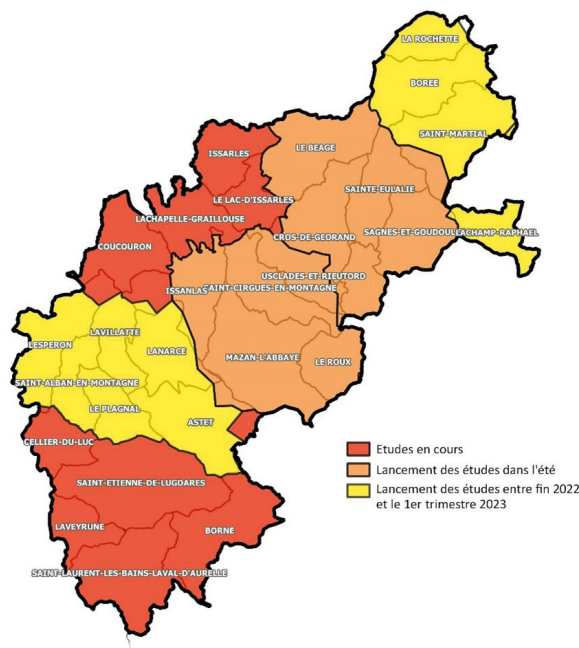 LA ROCHETTE
BOREE
SAINT-MARTIAL
ISSARLES
LE BEAGE
SAINTE-EULALIE
LE LAC-D'ISSARLES
LACHAPELLE-GRAILLOUSE
SAGNES-ET-GOUDOUL
LACHAMP-RAPHAEL
COUCOURON
CROS-DE-GEORAND
USCLADES-ET-RIEUTORD
ISSANLAS
SAINT-CIRGUES-EN-MONTAGNE
LAVILLATTE
LESPERON
LANARCE
MAZAN-L'ABBAYE
LE ROUX
SAINT-ALBAN-EN-MONTAGNE
LE PLAGNAL
ASTET
CELLIER-DU-LUC
SAINT-ETIENNE-DE-LUGDARES
LAVEYRUNE
BORNE
SAINT-LAURENT-LES-BAINS-LAVAL-D'AURELLE
Etudes en cours
Lancement des études dans l'été
Lancement des études entre fin 2022
et le 1er trimestre 2023